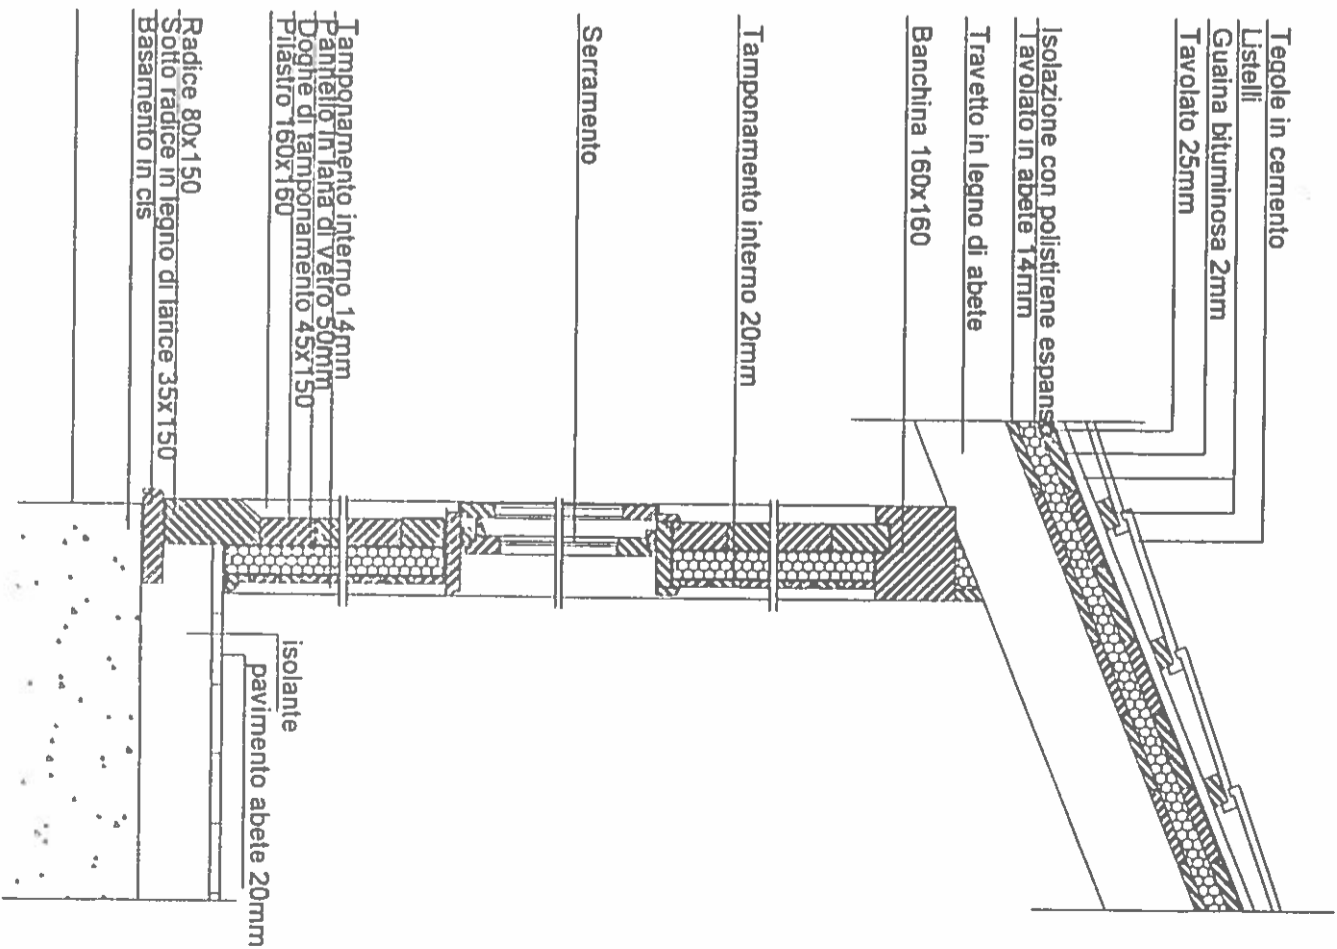 Tegole in cemento
Listelli
Guaina bituminosa 2mm
Tavolato 25mm
Isolazione con polistirene espans
Tavolato in abete 14mm
Travetto in legno di abete
Banchina 160x160
Tamponamento interno 20mm
Serramento
Tamponamento interno 14mm
Pannello in lana di vetro 50mm
Doghe di tamponamento 45x150
Pilastro 160x160
Radice 80x150
Sotto radice in legno di larice 35x150
Basamento in cls
isolante
pavimento abete 20mm